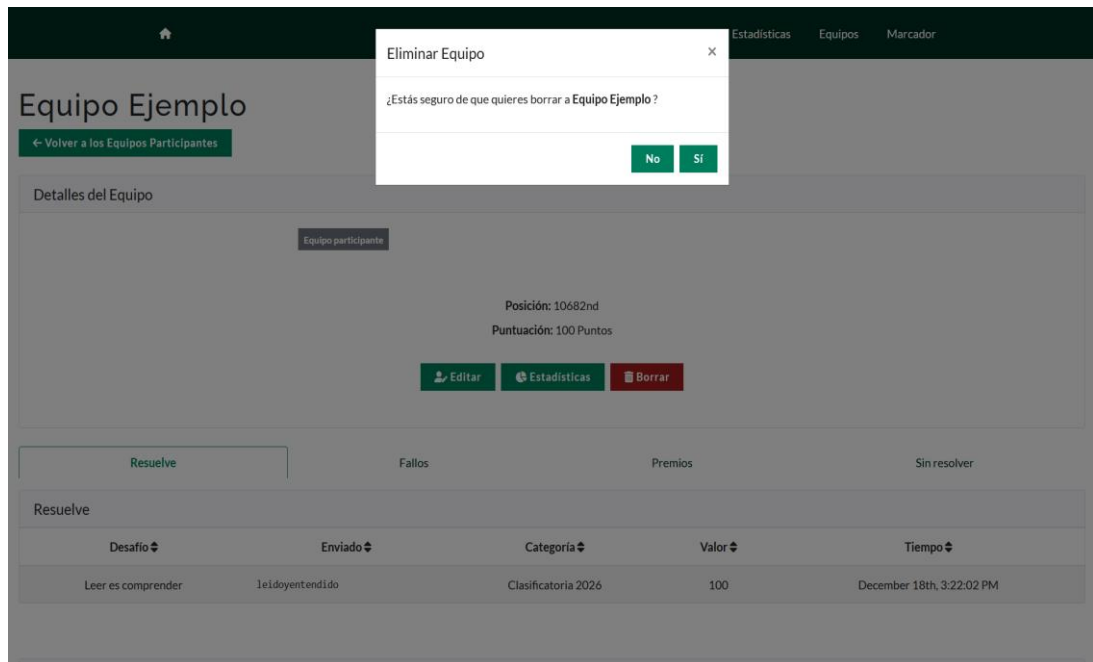 Estadísticas Equipos Marcador
Eliminar Equipo ×
¿Estás seguro de que quieres borrar a Equipo Ejemplo ?
No Sí
Equipo Ejemplo
← Volver a los Equipos Participantes
Detalles del Equipo
Equipo participante
Posición: 10682nd
Puntuación: 100 Puntos
Editar Estadísticas Borrar
Resuelve Fallos Premios Sin resolver
Resuelve
Desafío Enviado Categoría Valor Tiempo
Leer es comprender leidoyentendido Clasificatoria 2026 100 December 18th, 3:22:02 PM